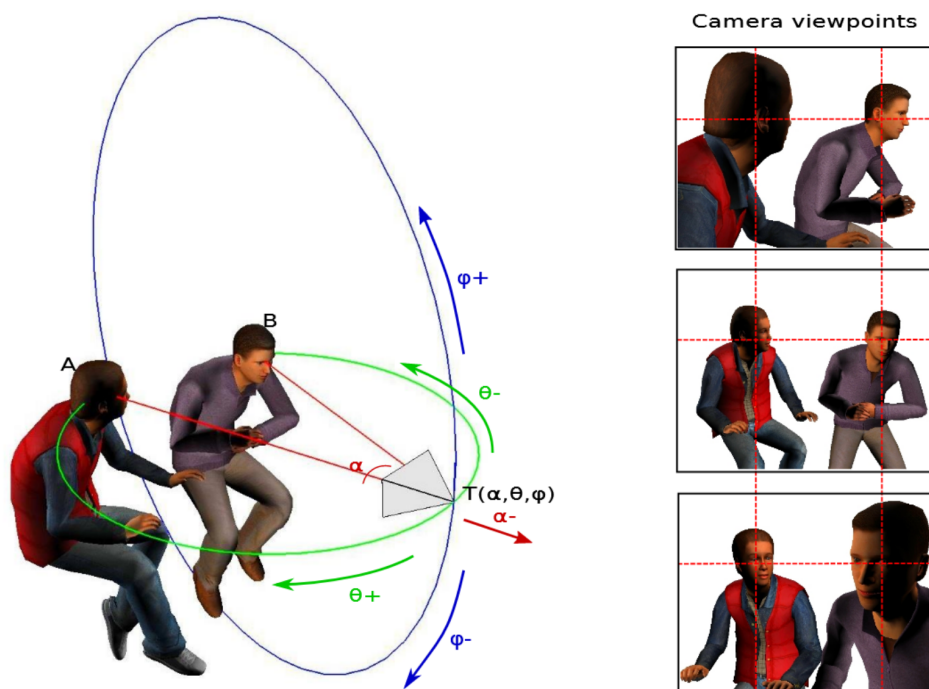 Camera viewpoints
φ+
B
A
θ-
α
T(α,θ,φ)
α-
θ+
φ-